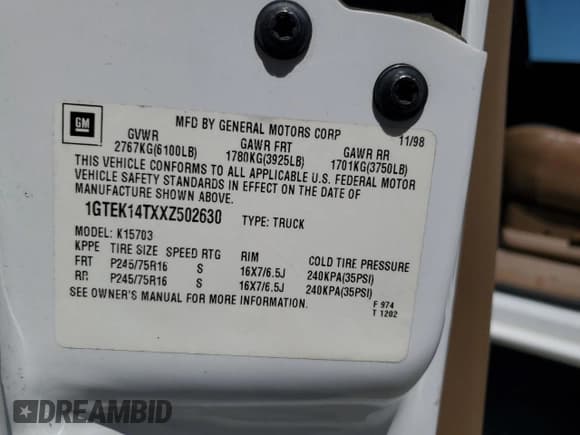 GM
MFD BY GENERAL MOTORS CORP 11/98
GVWR GAWR FRT GAWR RR
2767KG(6100LB) 1780KG(3925LB) 1701KG(3750LB)
THIS VEHICLE CONFORMS TO ALL APPLICABLE U.S. FEDERAL MOTOR
VEHICLE SAFETY STANDARDS IN EFFECT ON THE DATE OF
MANUFACTURE SHOWN ABOVE.
1GTEK14TXXZ502630 TYPE: TRUCK
MODEL: K15703
KPPE TIRE SIZE SPEED RTG RIM COLD TIRE PRESSURE
FRT P245/75R16 S 16X7/6.5J 240KPA(35PSI)
RR P245/75R16 S 16X7/6.5J 240KPA(35PSI)
SEE OWNER'S MANUAL FOR MORE INFORMATION.
F 974
T 1202
DREAMBID